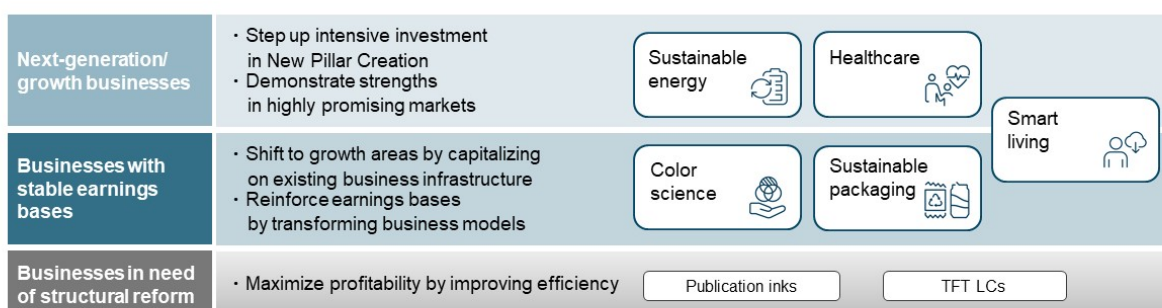 Next-generation/
growth businesses
・Step up intensive investment
in New Pillar Creation
・Demonstrate strengths
in highly promising markets
Sustainable
energy
Healthcare
Smart
living
Businesses with
stable earnings
bases
・Shift to growth areas by capitalizing
on existing business infrastructure
・Reinforce earnings bases
by transforming business models
Color
science
Sustainable
packaging
Businesses in need
of structural reform
・Maximize profitability by improving efficiency
Publication inks
TFT LCs